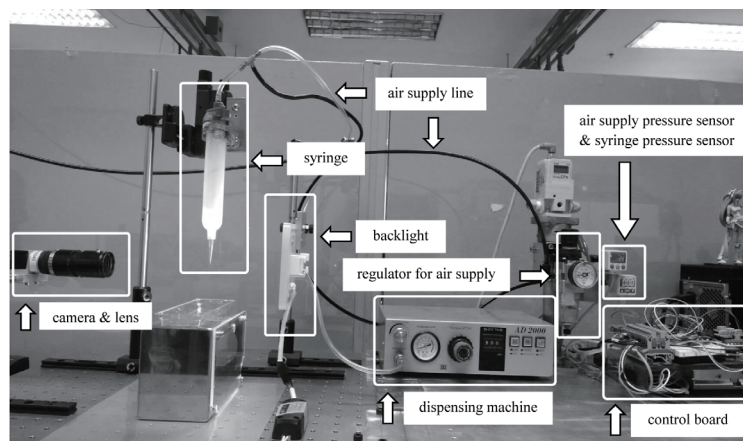 air supply line
air supply pressure sensor
& syringe pressure sensor
syringe
backlight
regulator for air supply
camera & lens
AD 2000
dispensing machine
control board